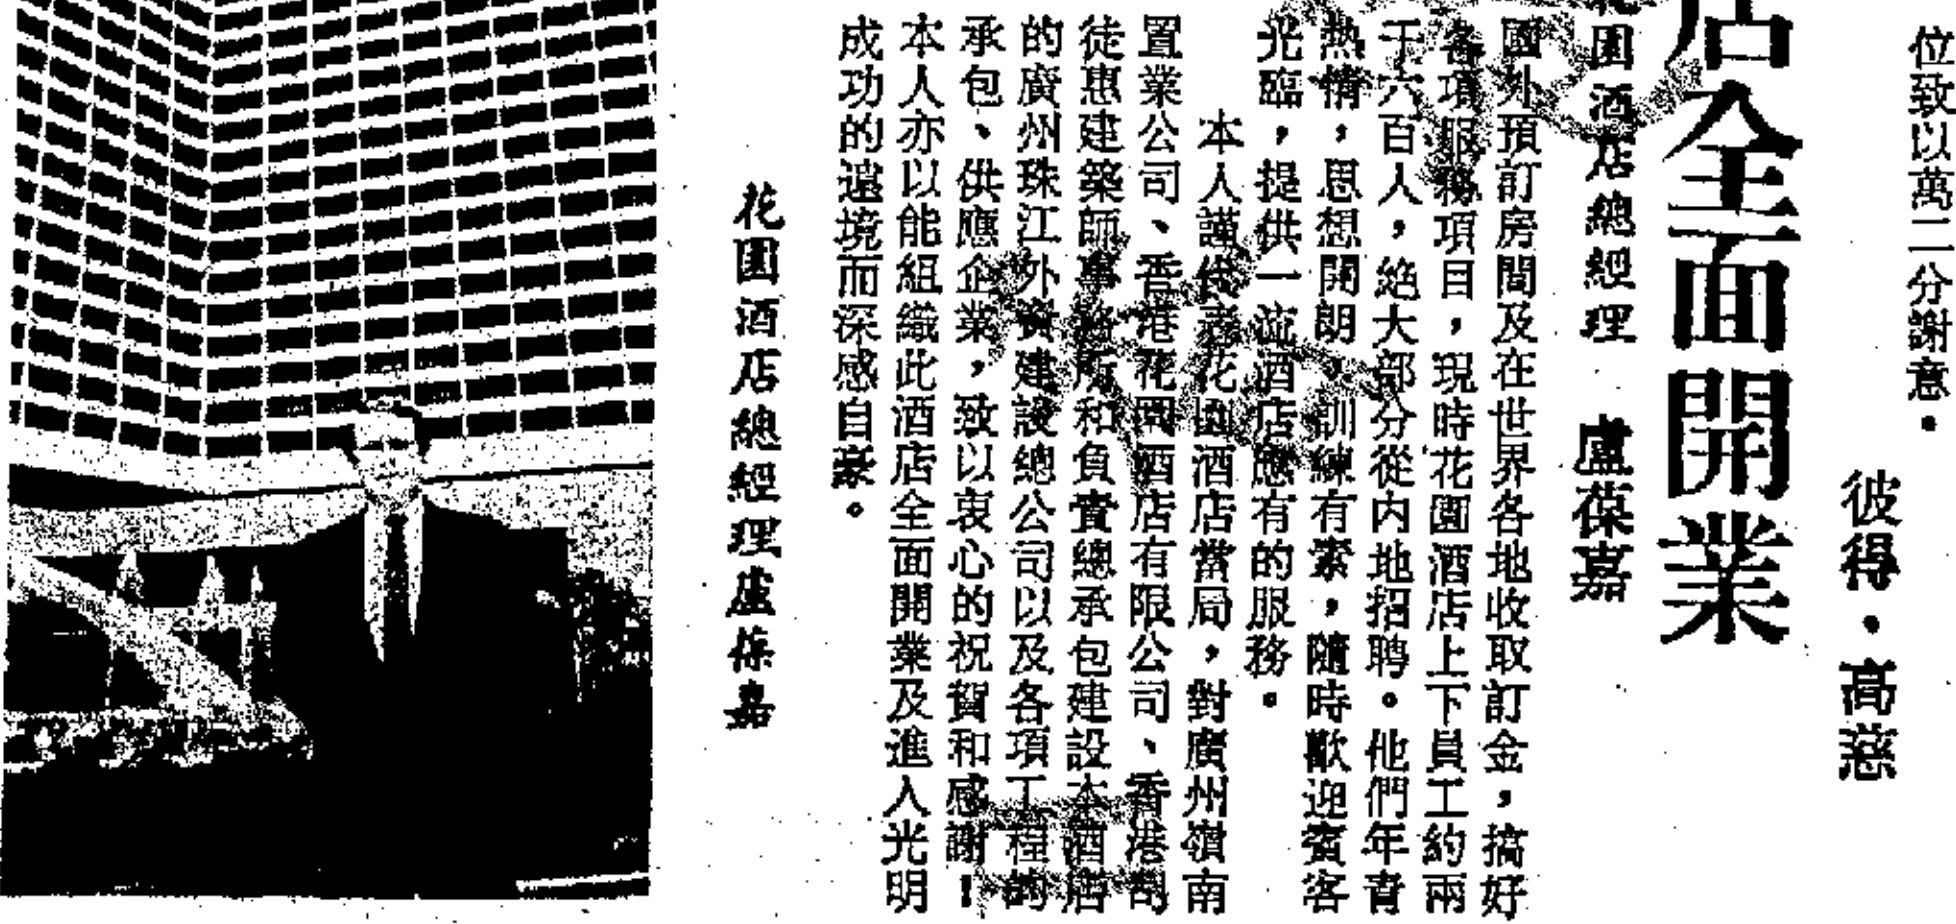 位致以萬二分謝意。
彼得・高慈
店全面開業
花園酒店總經理 盧葆嘉
國外預訂房間及在世界各地收取訂金，搞好
各項服務項目，現時花園酒店上下員工約兩
千六百人，絕大部分從內地招聘。他們年青
熱情，思想開朗，訓練有素，隨時歡迎賓客
光臨，提供一流酒店應有的服務。
本人謹代表花園酒店當局，對廣州嶺南
置業公司、香港花園酒店有限公司、香港司
徒惠建築師事務所和負責總承包建設本酒店
的廣州珠江外資建設總公司以及各項工程的
承包、供應企業，致以衷心的祝賀和感謝！
本人亦以能組織此酒店全面開業及進入光明
成功的遠境而深感自豪。
花園酒店總經理盧葆嘉